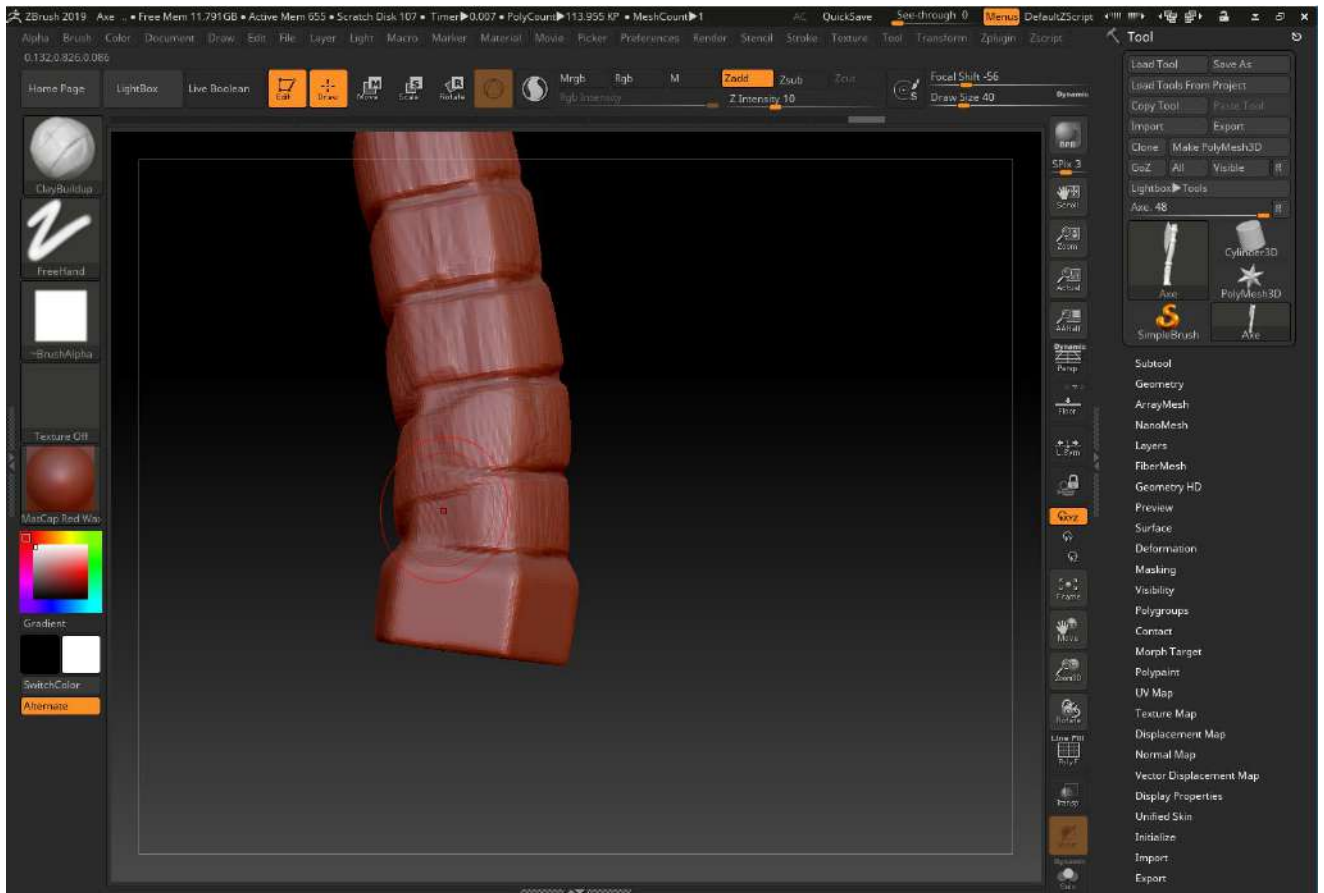 ZBrush 2019 Axe .. • Free Mem 11.791GB • Active Mem 655 • Scratch Disk 107 • Timer▶0.007 • PolyCount▶113.955 KP • MeshCount▶1 AC QuickSave See-through 0 Menus DefaultZScript
Alpha Brush Color Document Draw Edit File Layer Light Macro Marker Material Movie Picker Preferences Render Stencil Stroke Texture Tool Transform Zplugin Zscript
Tool
0.132,0.826,0.086
Home Page LightBox Live Boolean Edit Draw Move Scale Rotate
Mrgb Rgb M Zadd Zsub Zcut
Rgb Intensity Z Intensity 10
Focal Shift -56
S Draw Size 40 Dynamic
Load Tool Save As
Load Tools From Project
Copy Tool Paste Tool
Import Export
Clone Make PolyMesh3D
GoZ All Visible R
Lightbox▶Tools
Axe. 48 R
Axe
Cylinder3D
PolyMesh3D
SimpleBrush
Axe
Subtool
Geometry
ArrayMesh
NanoMesh
Layers
FiberMesh
Geometry HD
Preview
Surface
Deformation
Masking
Visibility
Polygroups
Contact
Morph Target
Polypaint
UV Map
Texture Map
Displacement Map
Normal Map
Vector Displacement Map
Display Properties
Unified Skin
Initialize
Import
Export
ClayBuildup
FreeHand
~BrushAlpha
Texture Off
MatCap Red Wax
Gradient
SwitchColor
Alternate
BPR
SPix 3
Scroll
Zoom
Actual
AAHalf
Dynamic
Persp
Floor
L.Sym
Frame
Move
Zoom3D
Rotate
Line Fill
PolyF
Transp
Dynamic
Solo